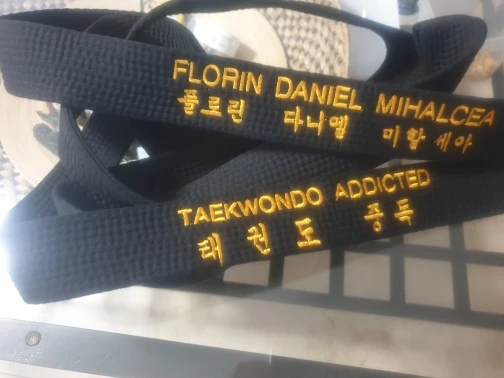 FLORIN DANIEL MIHALCEA
플로린 다니엘 미할세아
TAEKWONDO ADDICTED
태권도 중독